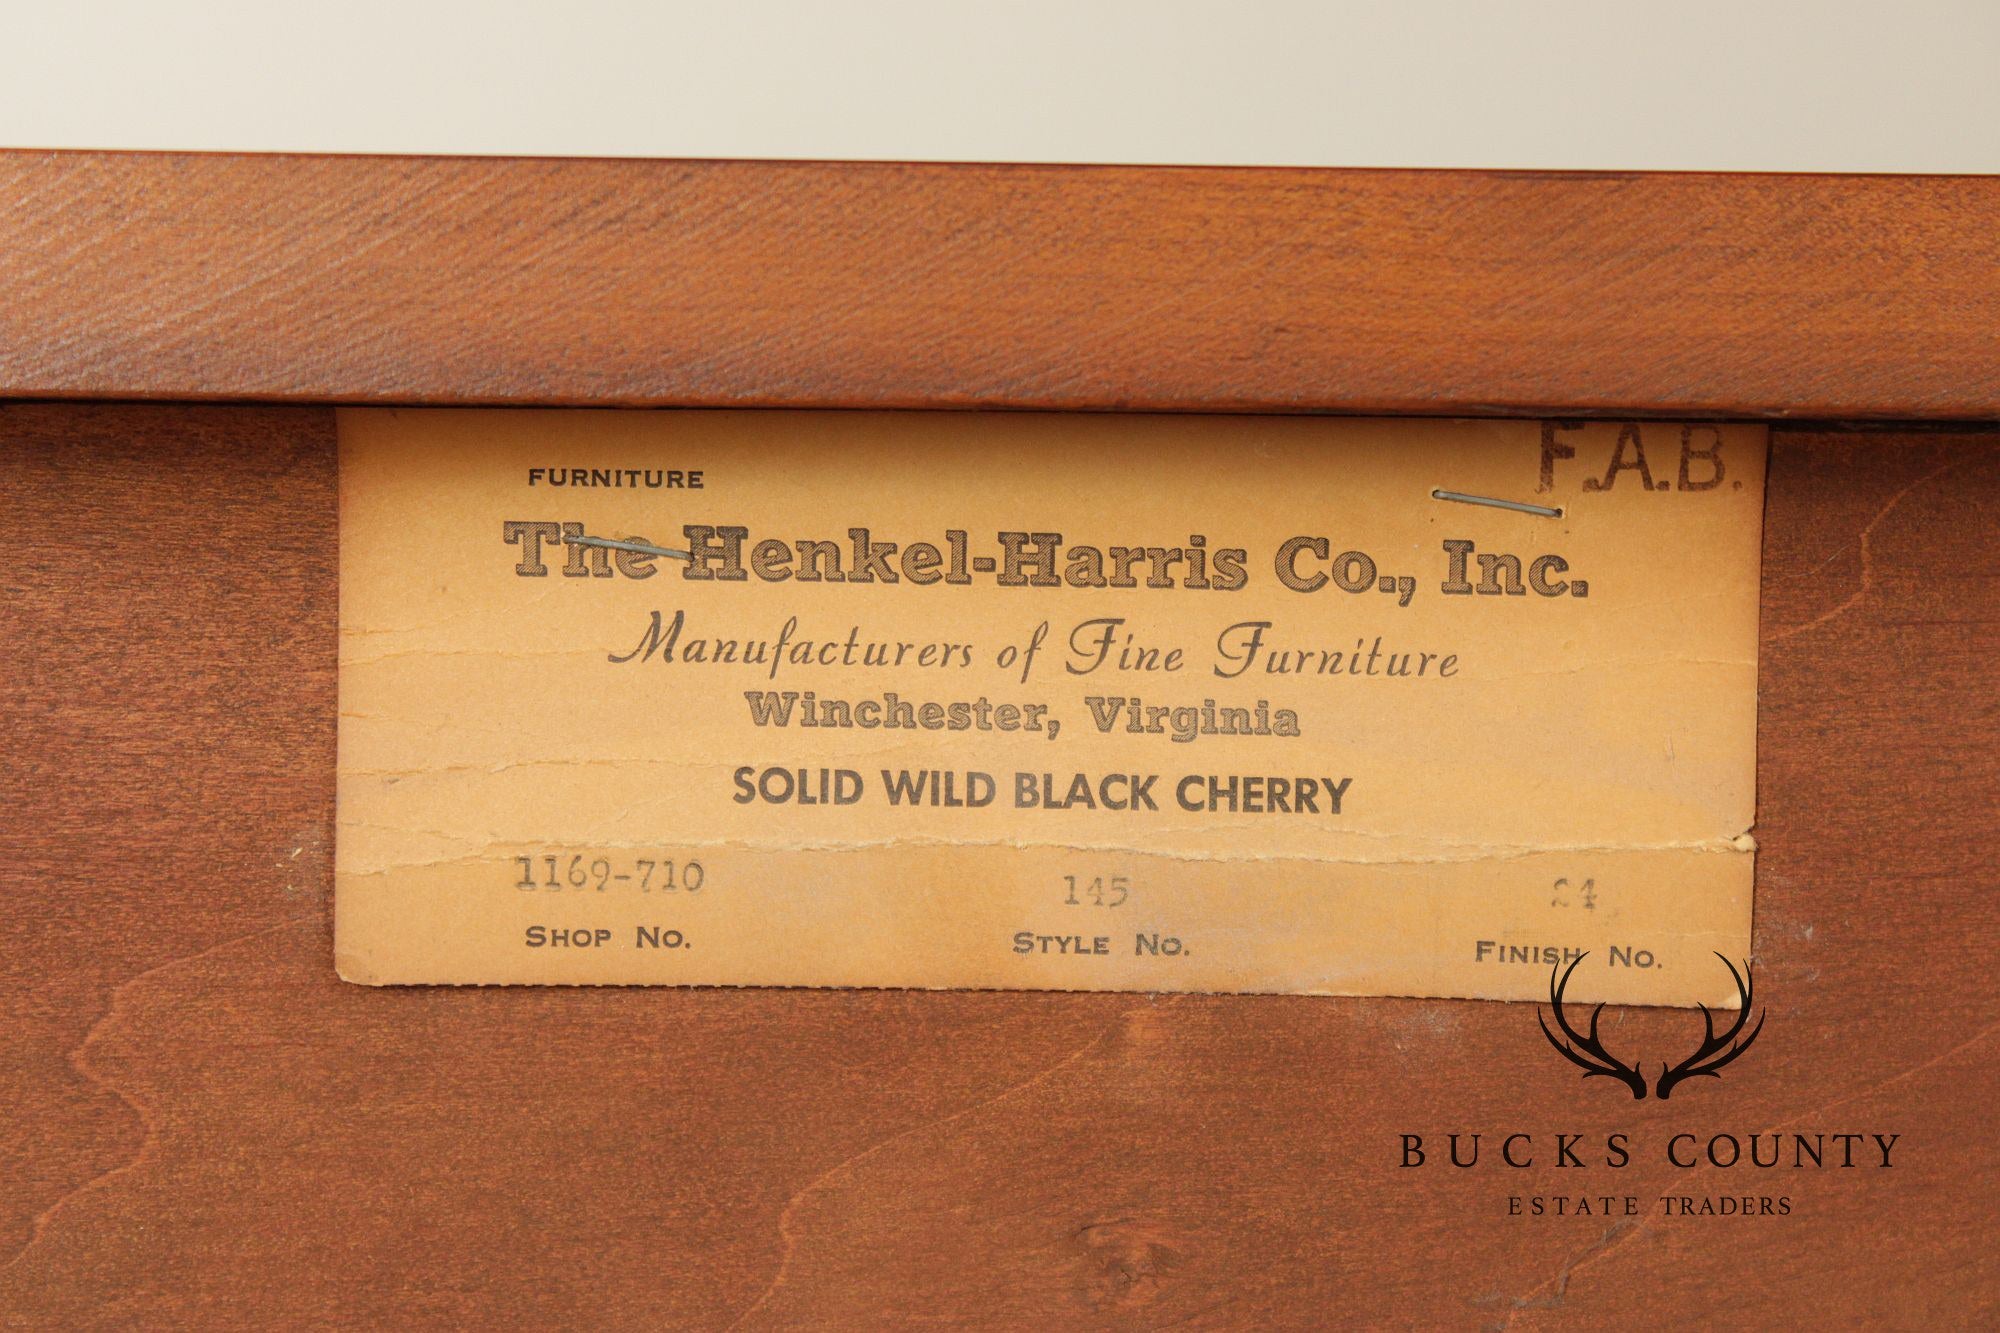 F.A.B.
FURNITURE
The Henkel-Harris Co., Inc.
Manufacturers of Fine Furniture
Winchester, Virginia
SOLID WILD BLACK CHERRY
1169-710 145 24
SHOP NO. STYLE NO. FINISH NO.
BUCKS COUNTY
ESTATE TRADERS